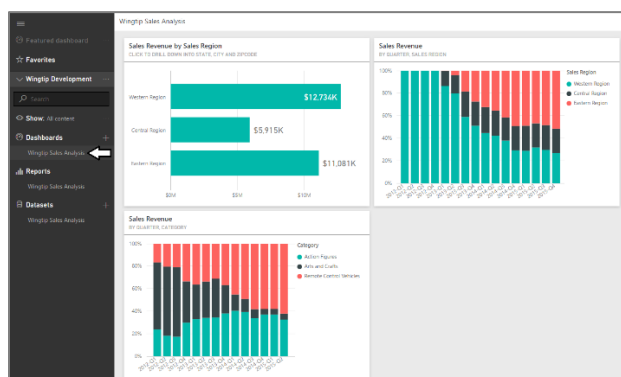 Wingtip Sales Analysis
Featured dashboard
Favorites
Wingtip Development
Search
Show: All content
Dashboards
Wingtip Sales Analysis
Reports
Wingtip Sales Analysis
Datasets
Wingtip Sales Analysis
Sales Revenue by Sales Region
CLICK TO DRILL DOWN INTO STATE, CITY AND ZIPCODE
Western Region
$12,734K
Central Region
$5,915K
Eastern Region
$11,081K
$0M
$10M
Sales Revenue
BY QUARTER, SALES REGION
100%
80%
60%
40%
20%
0%
Sales Region
Western Region
Central Region
Eastern Region
Sales Revenue
BY QUARTER, CATEGORY
100%
80%
60%
40%
20%
0%
Category
Action Figures
Arts and Crafts
Remote Control Vehicles